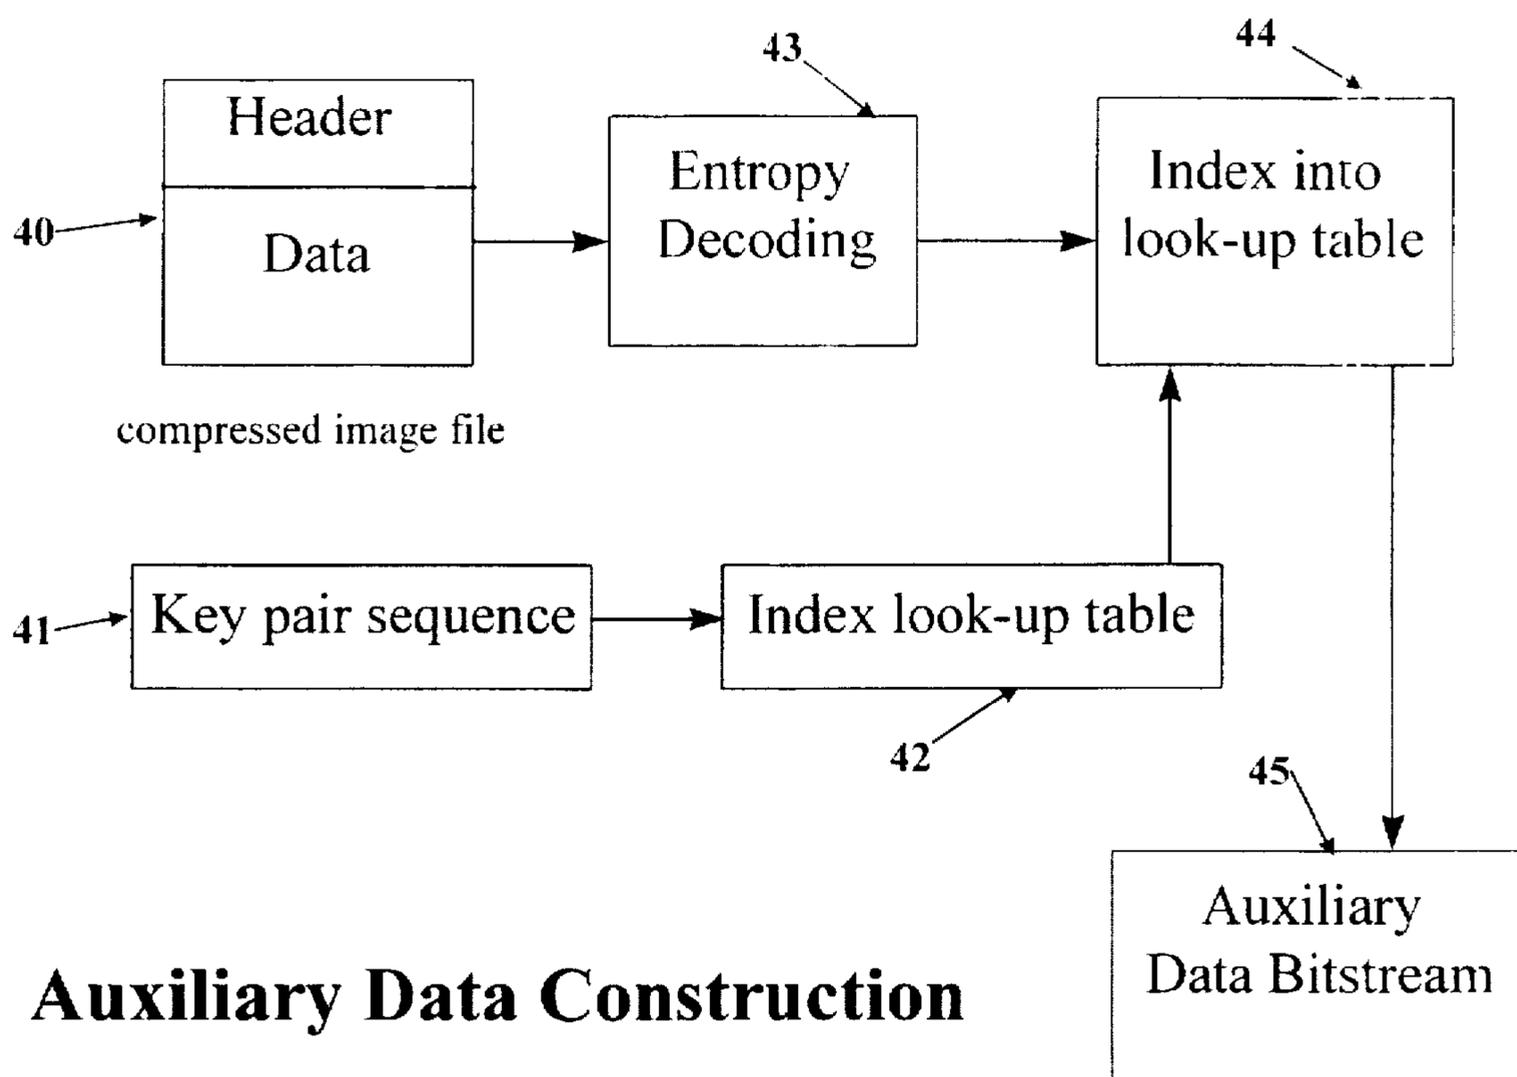 43
44
Header
Entropy
Decoding
Index into
look-up table
40
Data
compressed image file
41
Key pair sequence
Index look-up table
42
45
Auxiliary
Data Bitstream
Auxiliary Data Construction